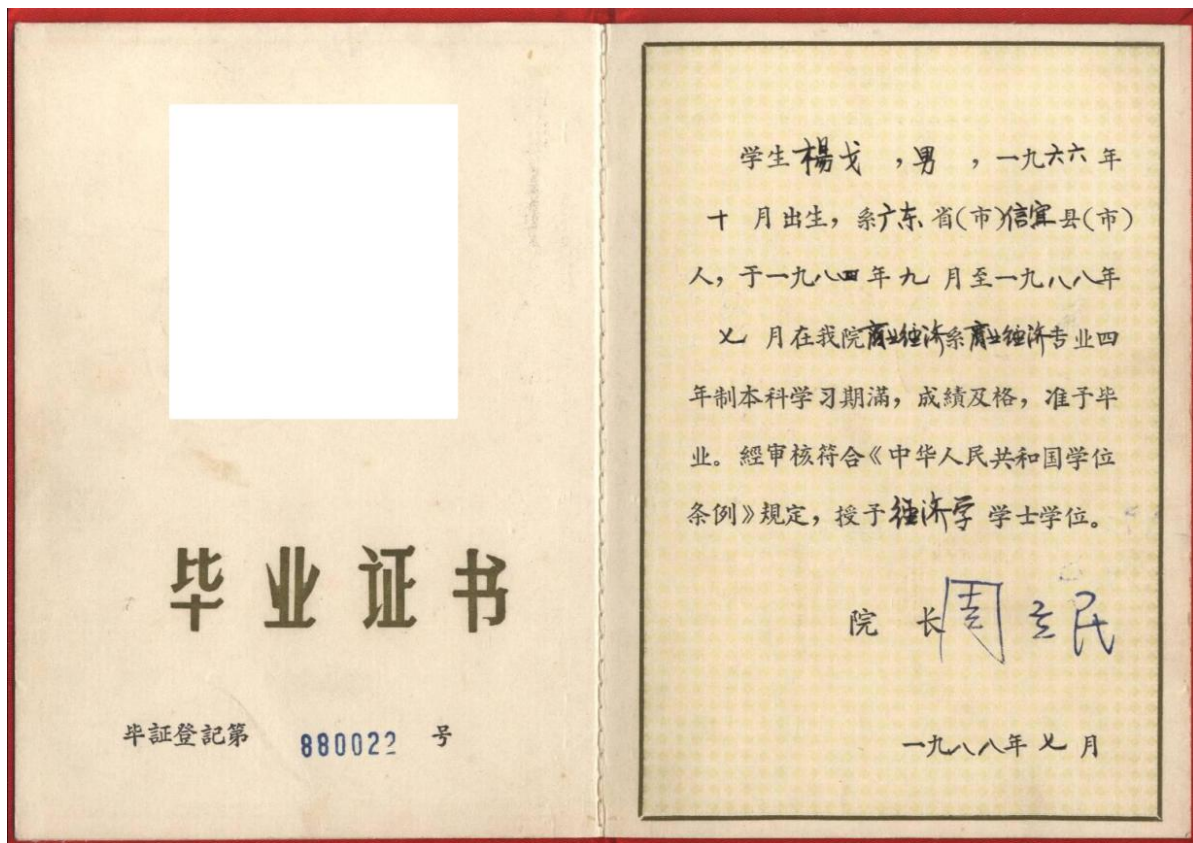 毕业证书
毕証登記第 880022 号
学生楊戈，男，一九六六年
十月出生，系广东省(市)信宜县(市)
人，于一九八四年九月至一九八八年
七月在我院商业经济系商业经济专业四
年制本科学习期滿，成績及格，准予毕
业。經审核符合《中华人民共和国学位
条例》規定，授予经济学学士学位。
院长 周立民
一九八八年七月